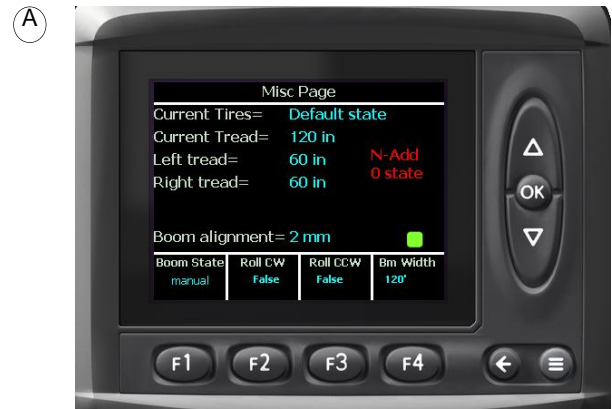 A
Misc Page
Current Tires= Default state
Current Tread= 120 in
Left tread= 60 in N-Add
Right tread= 60 in 0 state
Boom alignment= 2 mm
Boom State Roll CW Roll CCW Bm Width
manual False False 120'
OK
F1 F2 F3 F4